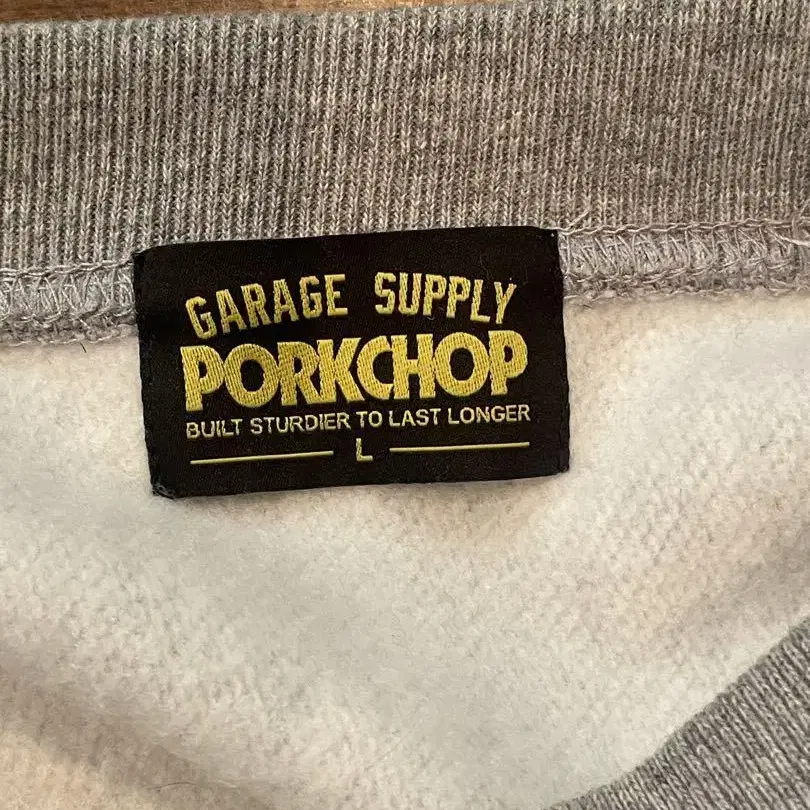 GARAGE SUPPLY
PORKCHOP
BUILT STURDIER TO LAST LONGER
L